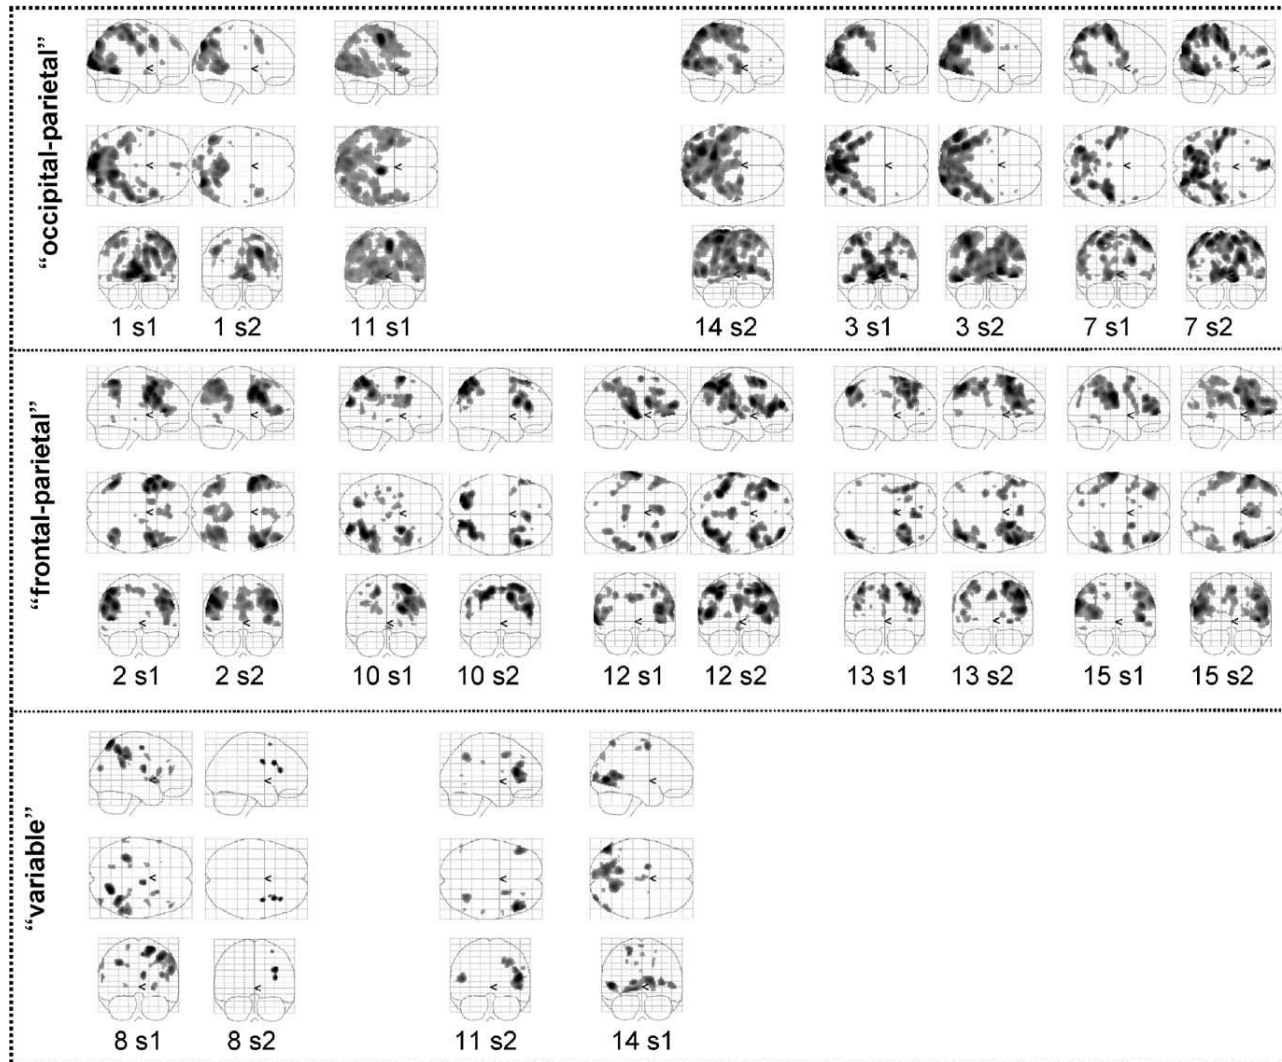 “occipital-parietal”
1 s1 1 s2 11 s1 14 s2 3 s1 3 s2 7 s1 7 s2
“frontal-parietal”
2 s1 2 s2 10 s1 10 s2 12 s1 12 s2 13 s1 13 s2 15 s1 15 s2
“variable”
8 s1 8 s2 11 s2 14 s1